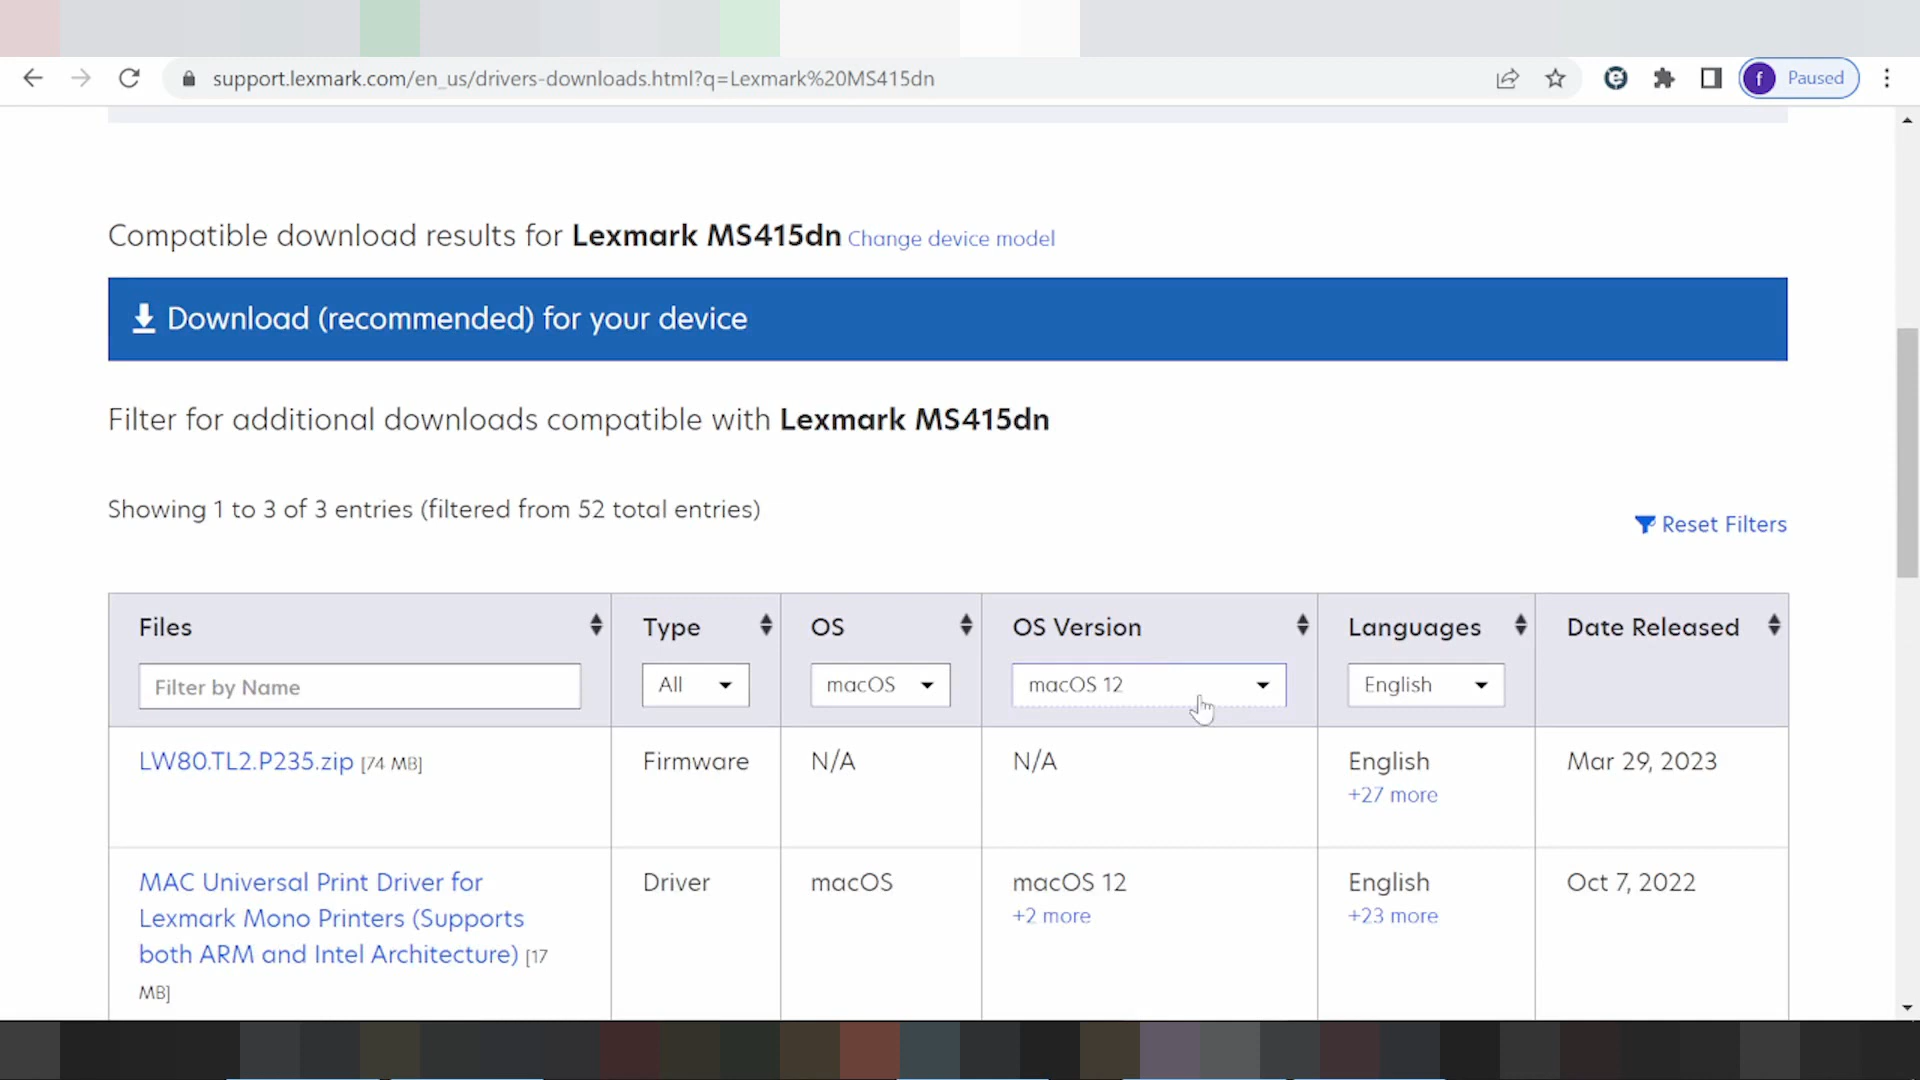 support.lexmark.com/en_us/drivers-downloads.html?q=Lexmark%20MS415dn
f Paused
Compatible download results for Lexmark MS415dn Change device model
Download (recommended) for your device
Filter for additional downloads compatible with Lexmark MS415dn
Showing 1 to 3 of 3 entries (filtered from 52 total entries)
Reset Filters
Files Type OS OS Version Languages Date Released
Filter by Name All macOS macOS 12 English
LW80.TL2.P235.zip [74 MB] Firmware N/A N/A English Mar 29, 2023
+27 more
MAC Universal Print Driver for Driver macOS macOS 12 English Oct 7, 2022
Lexmark Mono Printers (Supports +2 more +23 more
both ARM and Intel Architecture) [17
MB]